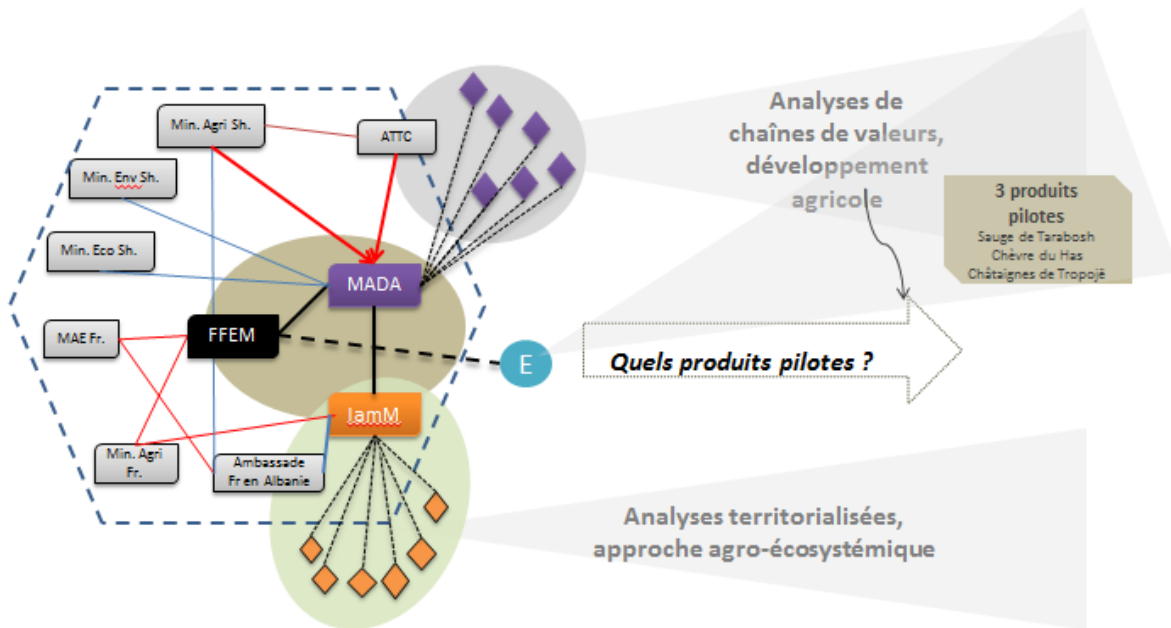 Min. Agri Sh.
ATTC
Min. Env Sh.
Min. Eco Sh.
MADA
FFEM
MAE Fr.
E
JamM
Min. Agri
Fr.
Ambassade
Fr en Albanie
Analyses de
chaînes de valeurs,
développement
agricole
3 produits
pilotes
Sauge de Tarabosh
Chèvre du Has
Châtaignes de Tropojë
Quels produits pilotes ?
Analyses territorialisées,
approche agro-écosystémique